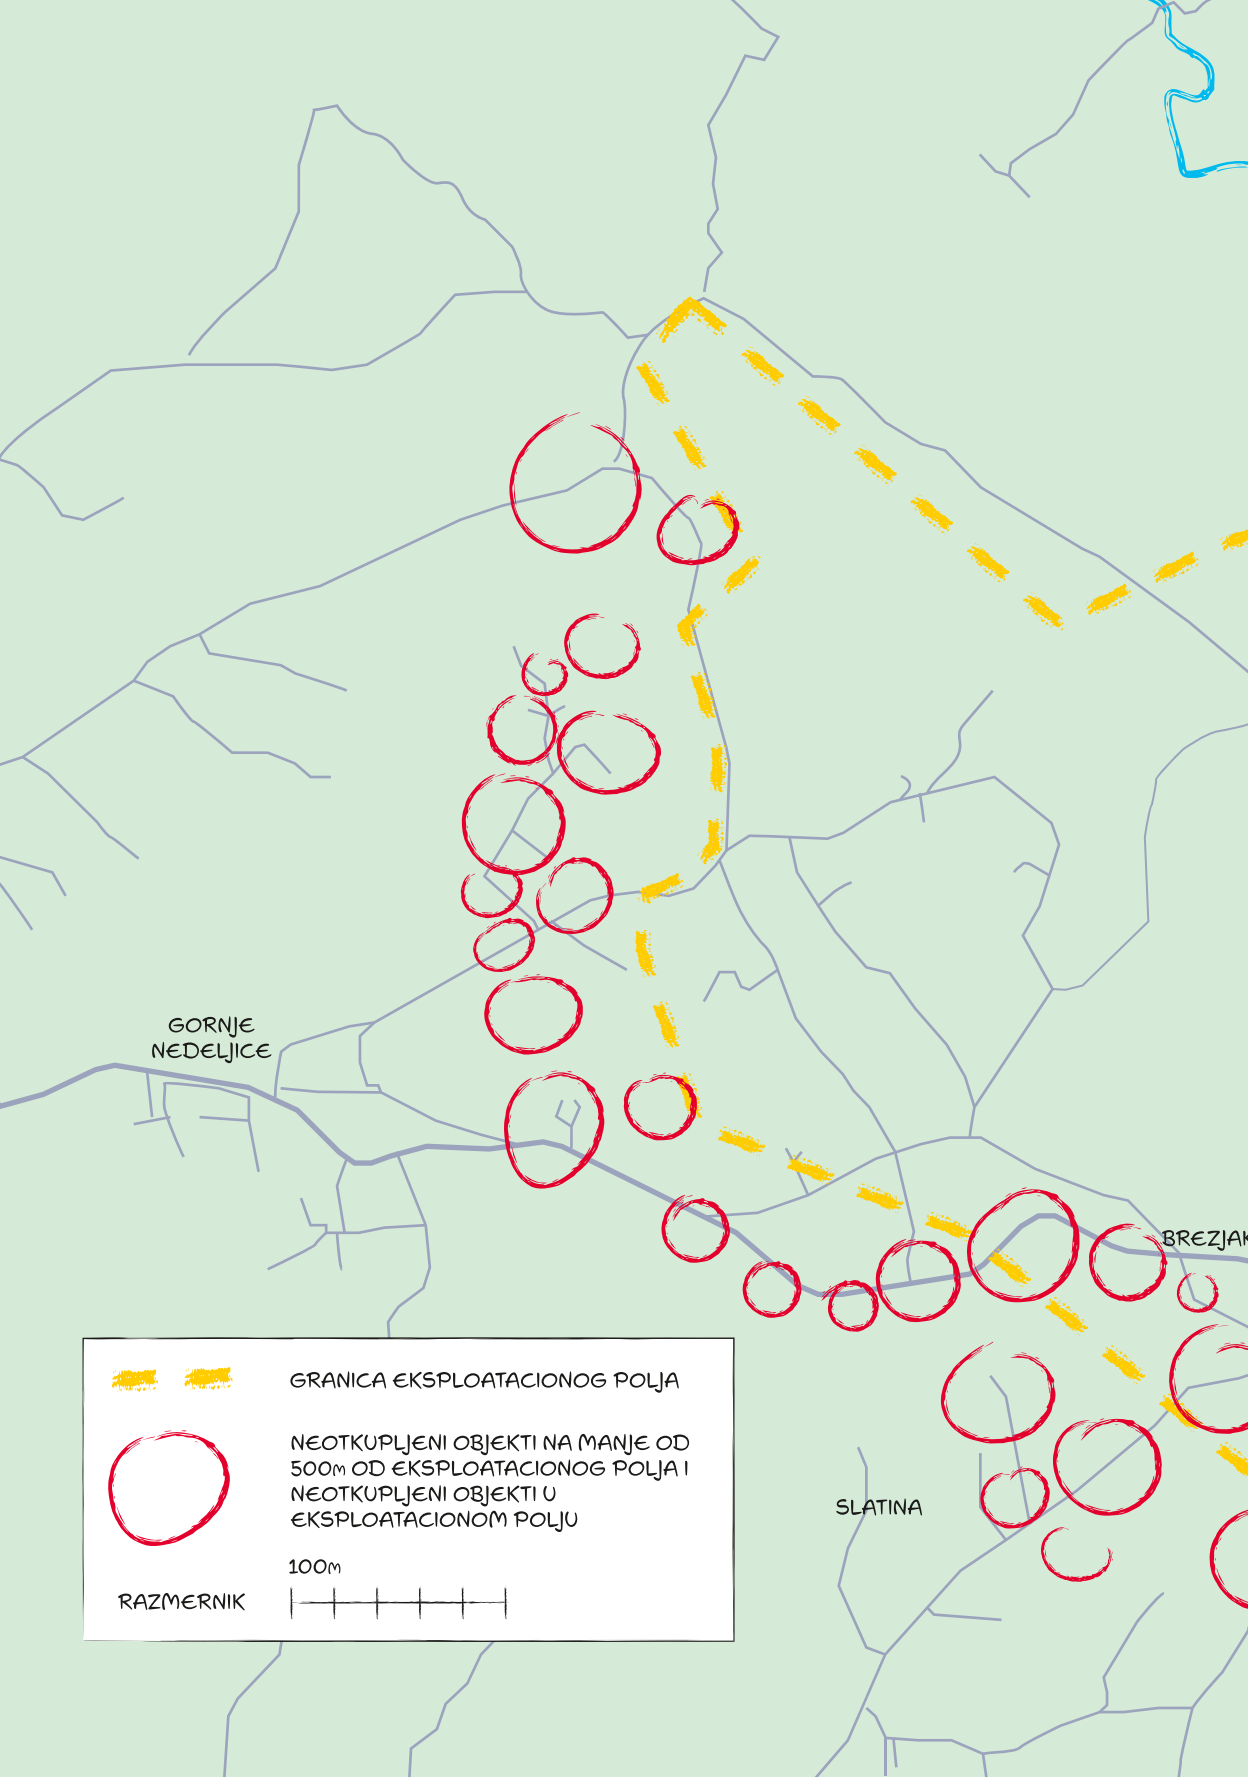 GORNJE
NEDELJICE
BREZJAK
SLATINA
GRANICA EKSPLOATACIONOG POLJA
NEOTKUPLJENI OBJEKTI NA MANJE OD
500m OD EKSPLOATACIONOG POLJA I
NEOTKUPLJENI OBJEKTI U
EKSPLOATACIONOM POLJU
100m
RAZMERNIK